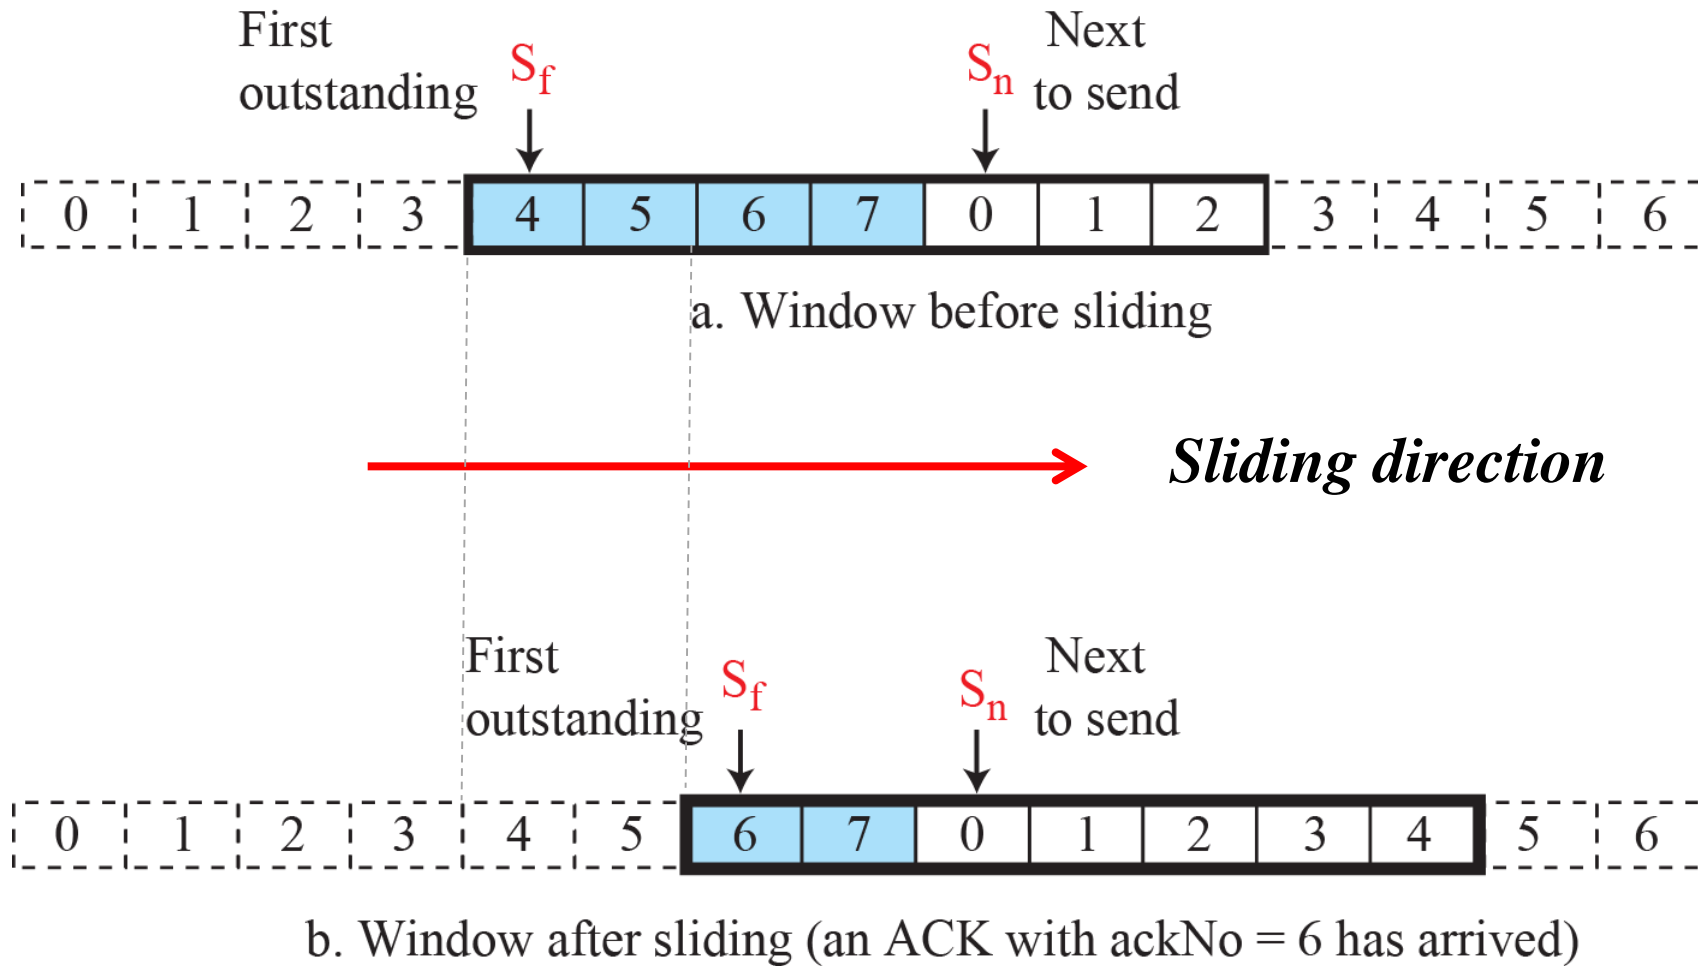 First
outstanding
Sf
Sn
Next
to send
0 1 2 3 4 5 6 7 0 1 2 3 4 5 6
a. Window before sliding
Sliding direction
First
outstanding
Sf
Sn
Next
to send
0 1 2 3 4 5 6 7 0 1 2 3 4 5 6
b. Window after sliding (an ACK with ackNo = 6 has arrived)